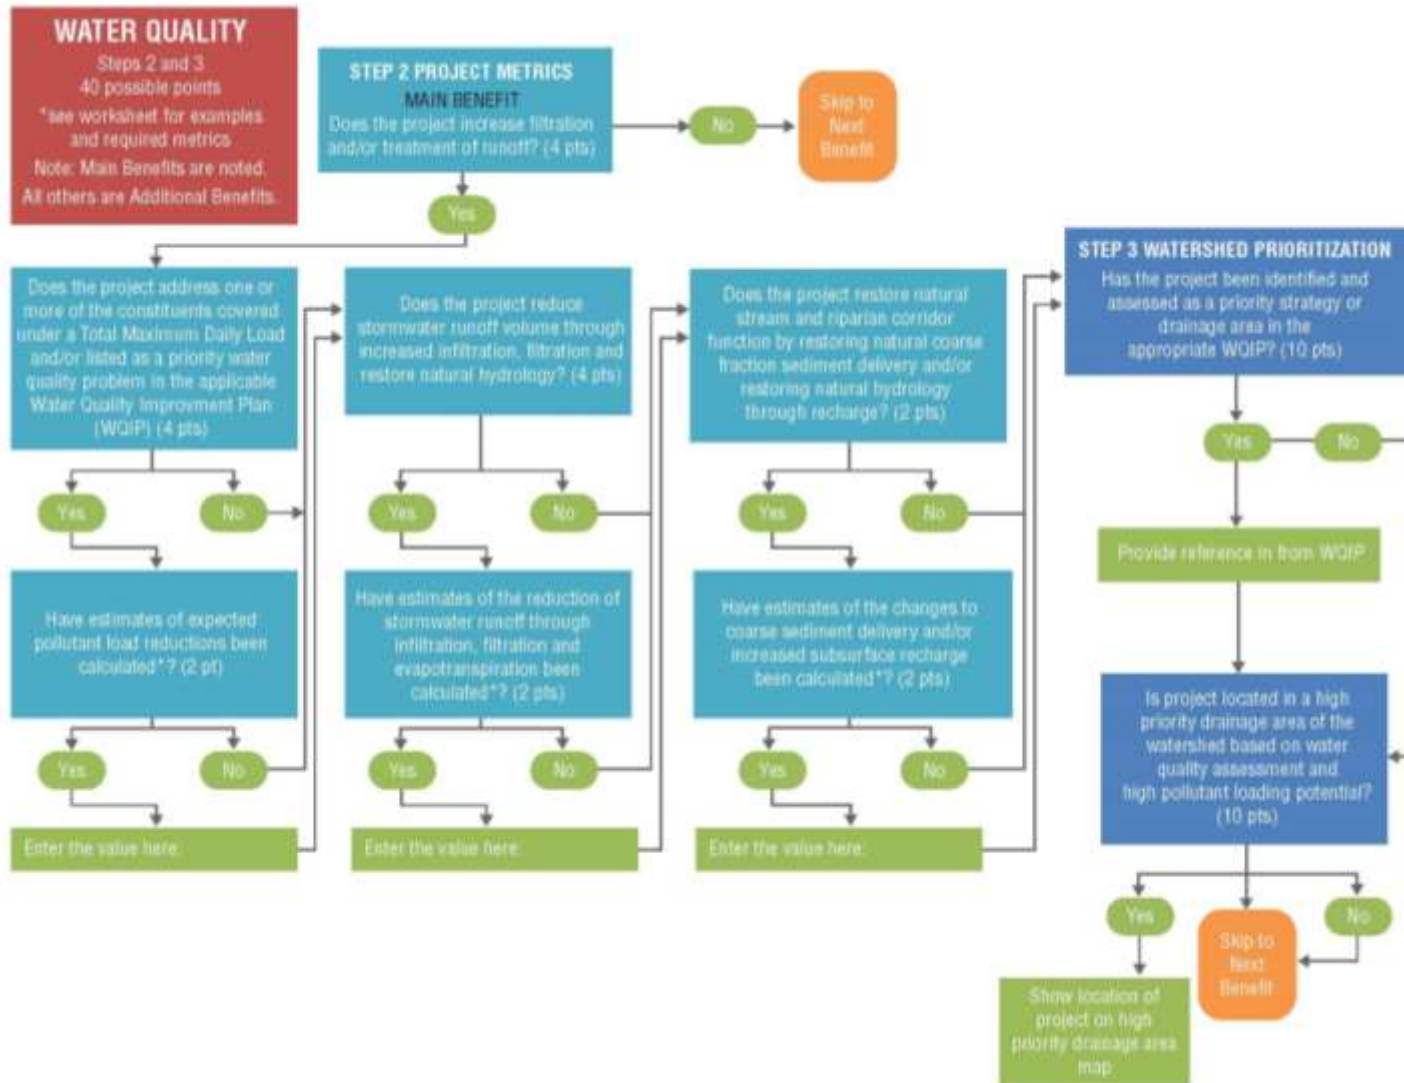 WATER QUALITY
Steps 2 and 3
40 possible points
*see worksheet for examples
and required metrics
Note: Main Benefits are noted.
All others are Additional Benefits.
STEP 2 PROJECT METRICS
MAIN BENEFIT
Does the project increase filtration
and/or treatment of runoff? (4 pts)
No
Skip to
Next
Benefit
Yes
Does the project address one or
more of the constituents covered
under a Total Maximum Daily Load
and/or listed as a priority water
quality problem in the applicable
Water Quality Improvment Plan
(WQIP) (4 pts)
Yes
No
Have estimates of expected
pollutant load reductions been
calculated*? (2 pt)
Yes
No
Enter the value here:
Does the project reduce
stormwater runoff volume through
increased infiltration, filtration and
restore natural hydrology? (4 pts)
Yes
No
Have estimates of the reduction of
stormwater runoff through
infiltration, filtration and
evapotranspiration been
calculated*? (2 pts)
Yes
No
Enter the value here:
Does the project restore natural
stream and riparian corridor
function by restoring natural coarse
fraction sediment delivery and/or
restoring natural hydrology
through recharge? (2 pts)
Yes
No
Have estimates of the changes to
coarse sediment delivery and/or
increased subsurface recharge
been calculated*? (2 pts)
Yes
No
Enter the value here:
STEP 3 WATERSHED PRIORITIZATION
Has the project been identified and
assessed as a priority strategy or
drainage area in the
appropriate WQIP? (10 pts)
Yes
No
Provide reference in from WQIP
Is project located in a high
priority drainage area of the
watershed based on water
quality assessment and
high pollutant loading potential?
(10 pts)
Yes
No
Skip to
Next
Benefit
Show location of
project on high
priority drainage area
map